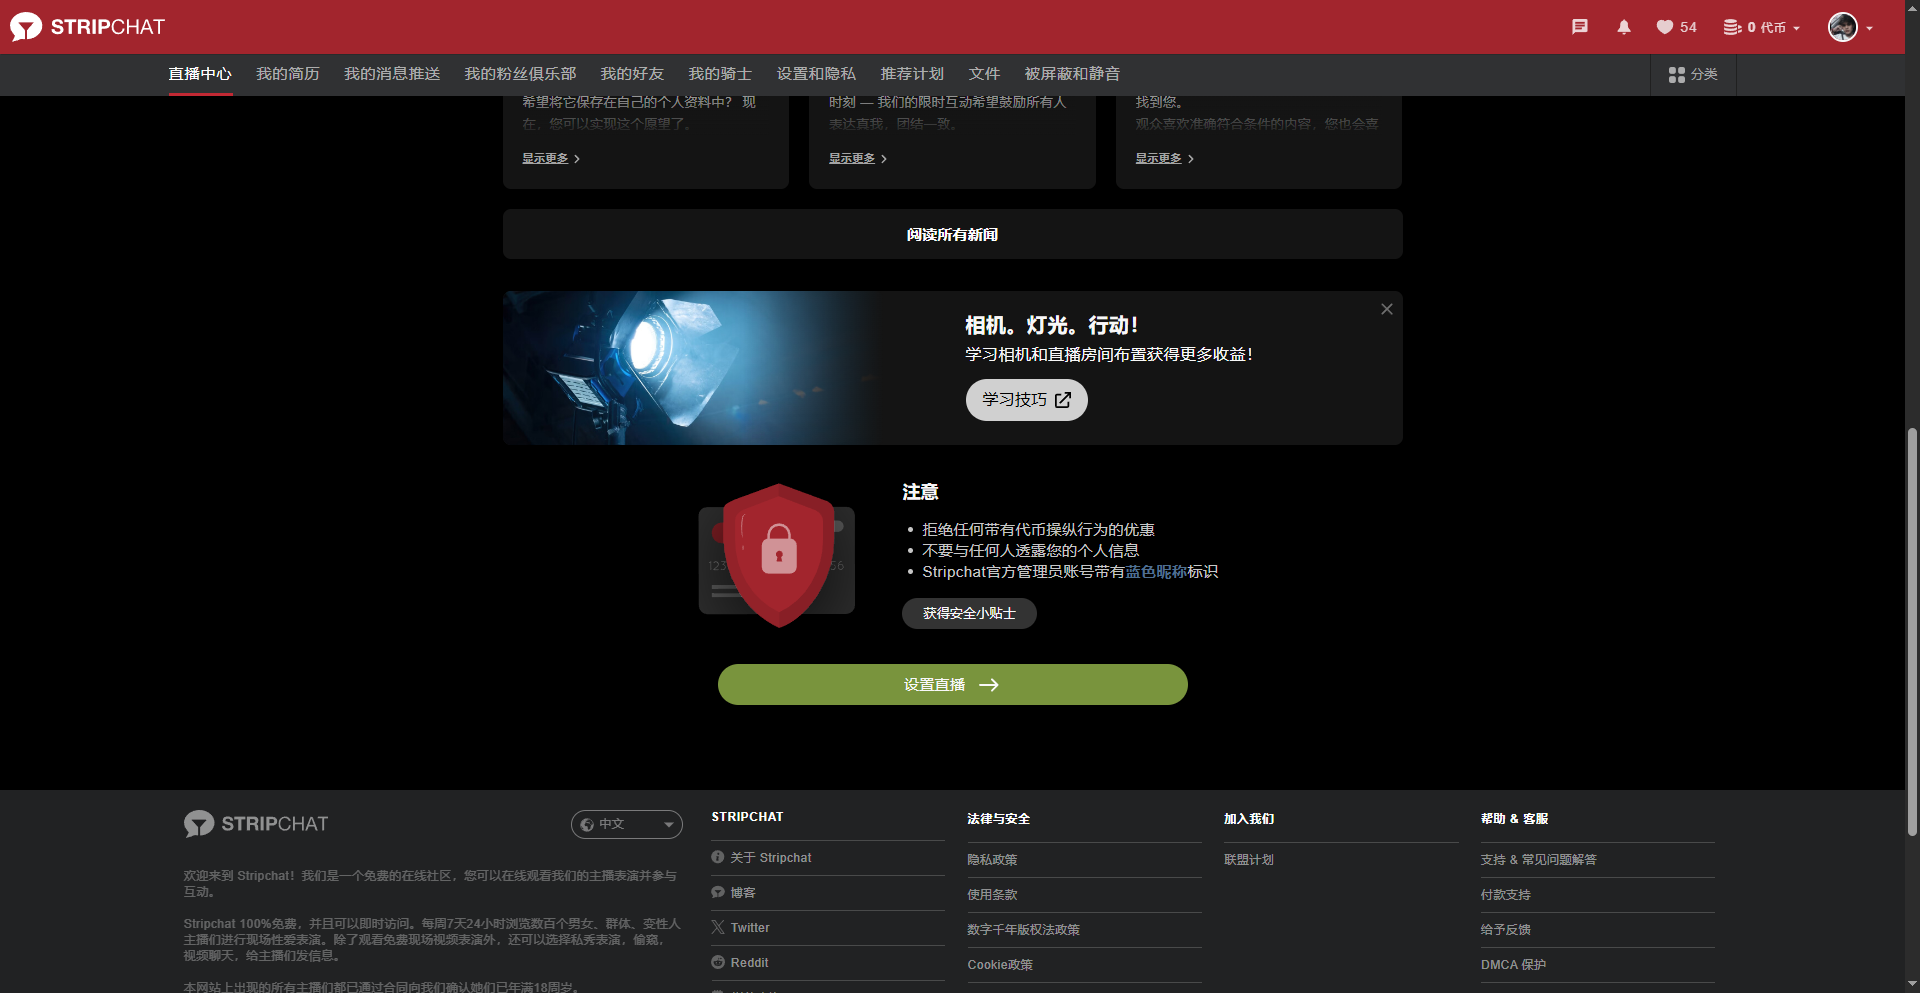 STRIPCHAT
54
0 代币
直播中心
我的简历
我的消息推送
我的粉丝俱乐部
我的好友
我的骑士
设置和隐私
推荐计划
文件
被屏蔽和静音
分类
希望将它保存在自己的个人资料中？ 现
在，您可以实现这个愿望了。
显示更多
时刻 — 我们的限时互动希望鼓励所有人
表达真我，团结一致。
显示更多
找到您。
观众喜欢准确符合条件的内容，您也会喜
显示更多
阅读所有新闻
相机。灯光。行动！
学习相机和直播房间布置获得更多收益！
学习技巧
123
56
注意
拒绝任何带有代币操纵行为的优惠
不要与任何人透露您的个人信息
Stripchat官方管理员账号带有蓝色昵称标识
获得安全小贴士
设置直播
STRIPCHAT
中文
欢迎来到 Stripchat！我们是一个免费的在线社区，您可以在线观看我们的主播表演并参与
互动。
Stripchat 100%免费，并且可以即时访问。每周7天24小时浏览数百个男女、群体、变性人
主播们进行现场性爱表演。除了观看免费现场视频表演外，还可以选择私秀表演，偷窥，
视频聊天，给主播们发信息。
本网站上出现的所有主播们都已通过合同向我们确认她们已年满18周岁。
STRIPCHAT
关于 Stripchat
博客
Twitter
Reddit
法律与安全
隐私政策
使用条款
数字千年版权法政策
Cookie政策
加入我们
联盟计划
帮助 & 客服
支持 & 常见问题解答
付款支持
给予反馈
DMCA 保护